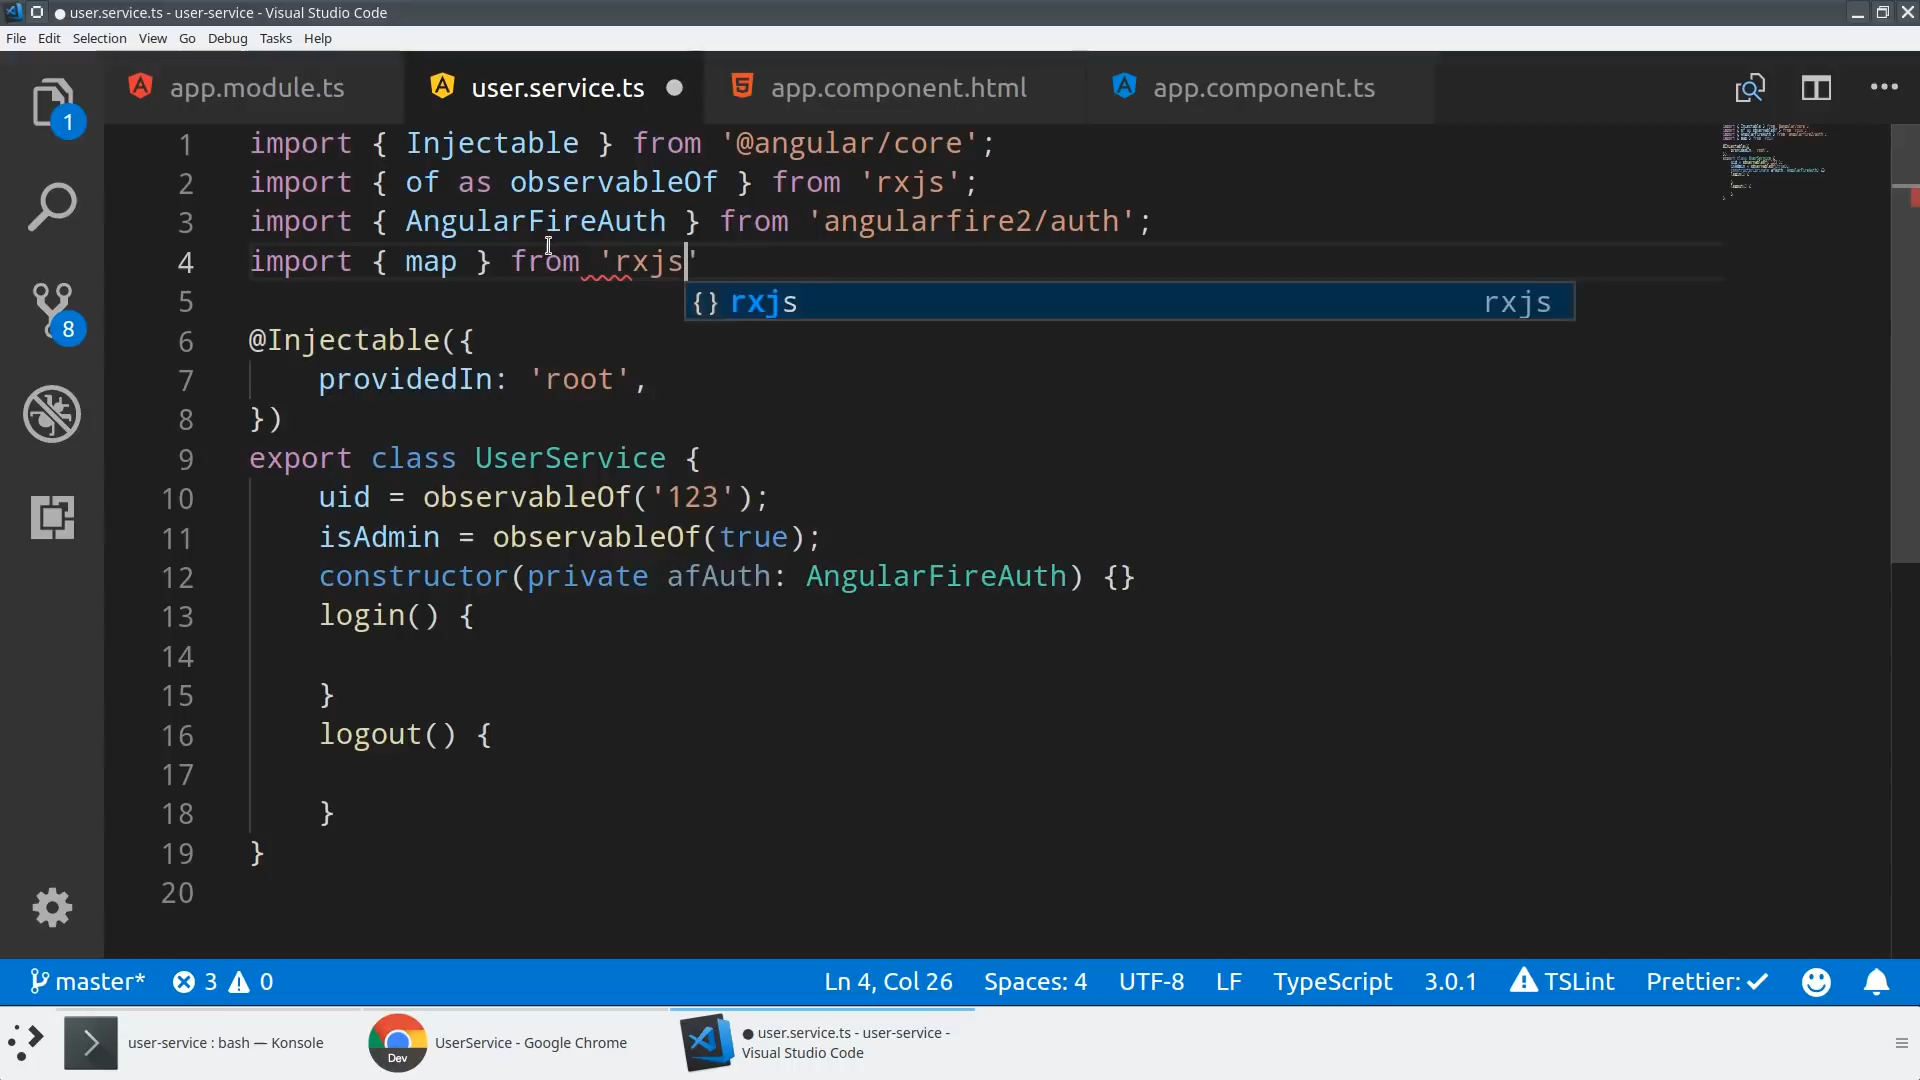 user.service.ts - user-service - Visual Studio Code
File Edit Selection View Go Debug Tasks Help
app.module.ts user.service.ts app.component.html app.component.ts
1 import { Injectable } from '@angular/core';
2 import { of as observableOf } from 'rxjs';
3 import { AngularFireAuth } from 'angularfire2/auth';
4 import { map } from 'rxjs'
{} rxjs rxjs
5
6 @Injectable({
7 providedIn: 'root',
8 })
9 export class UserService {
10 uid = observableOf('123');
11 isAdmin = observableOf(true);
12 constructor(private afAuth: AngularFireAuth) {}
13 login() {
14
15 }
16 logout() {
17
18 }
19 }
20
1
8
master* 3 0 Ln 4, Col 26 Spaces: 4 UTF-8 LF TypeScript 3.0.1 TSLint Prettier: ✓
user-service : bash — Konsole
Dev
UserService - Google Chrome
● user.service.ts - user-service -
Visual Studio Code